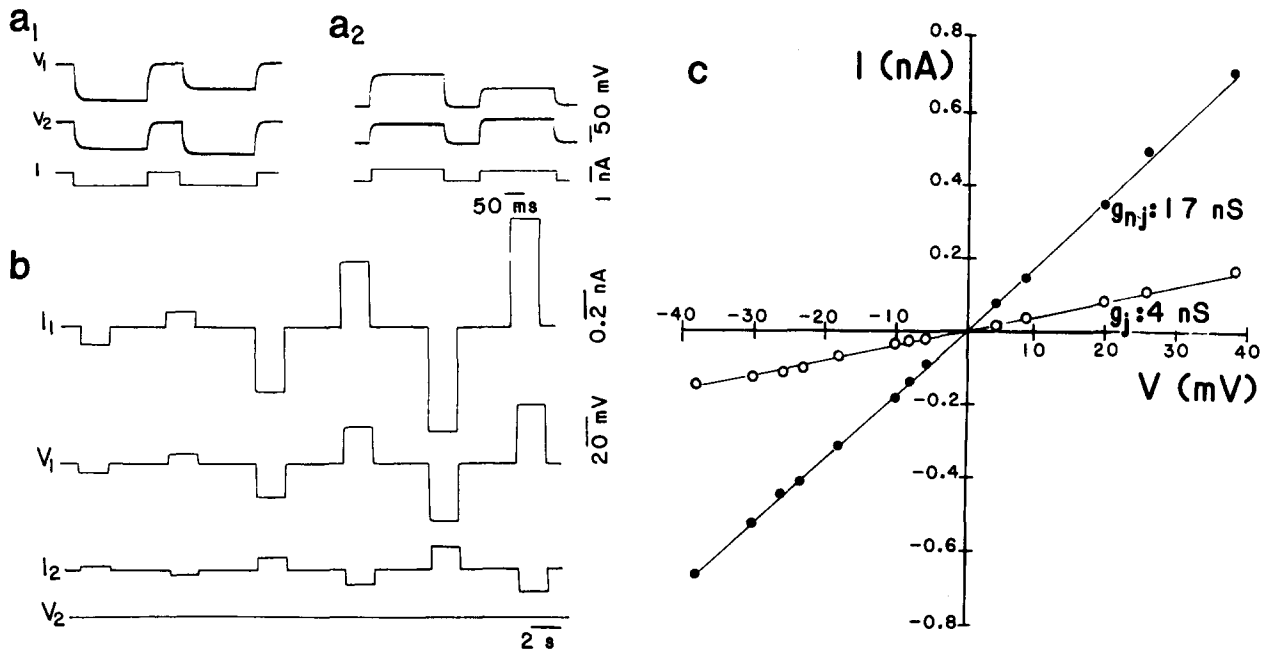 a1
V1
V2
I
a2
50 mV
1 nA
50 ms
b
I1
0.2 nA
V1
20 mV
I2
V2
2 s
c
I (nA)
0.8
0.6
0.4
0.2
gnj:17 nS
gj:4 nS
-40 -30 -20 -10
10 20 30 40
V (mV)
-0.2
-0.4
-0.6
-0.8